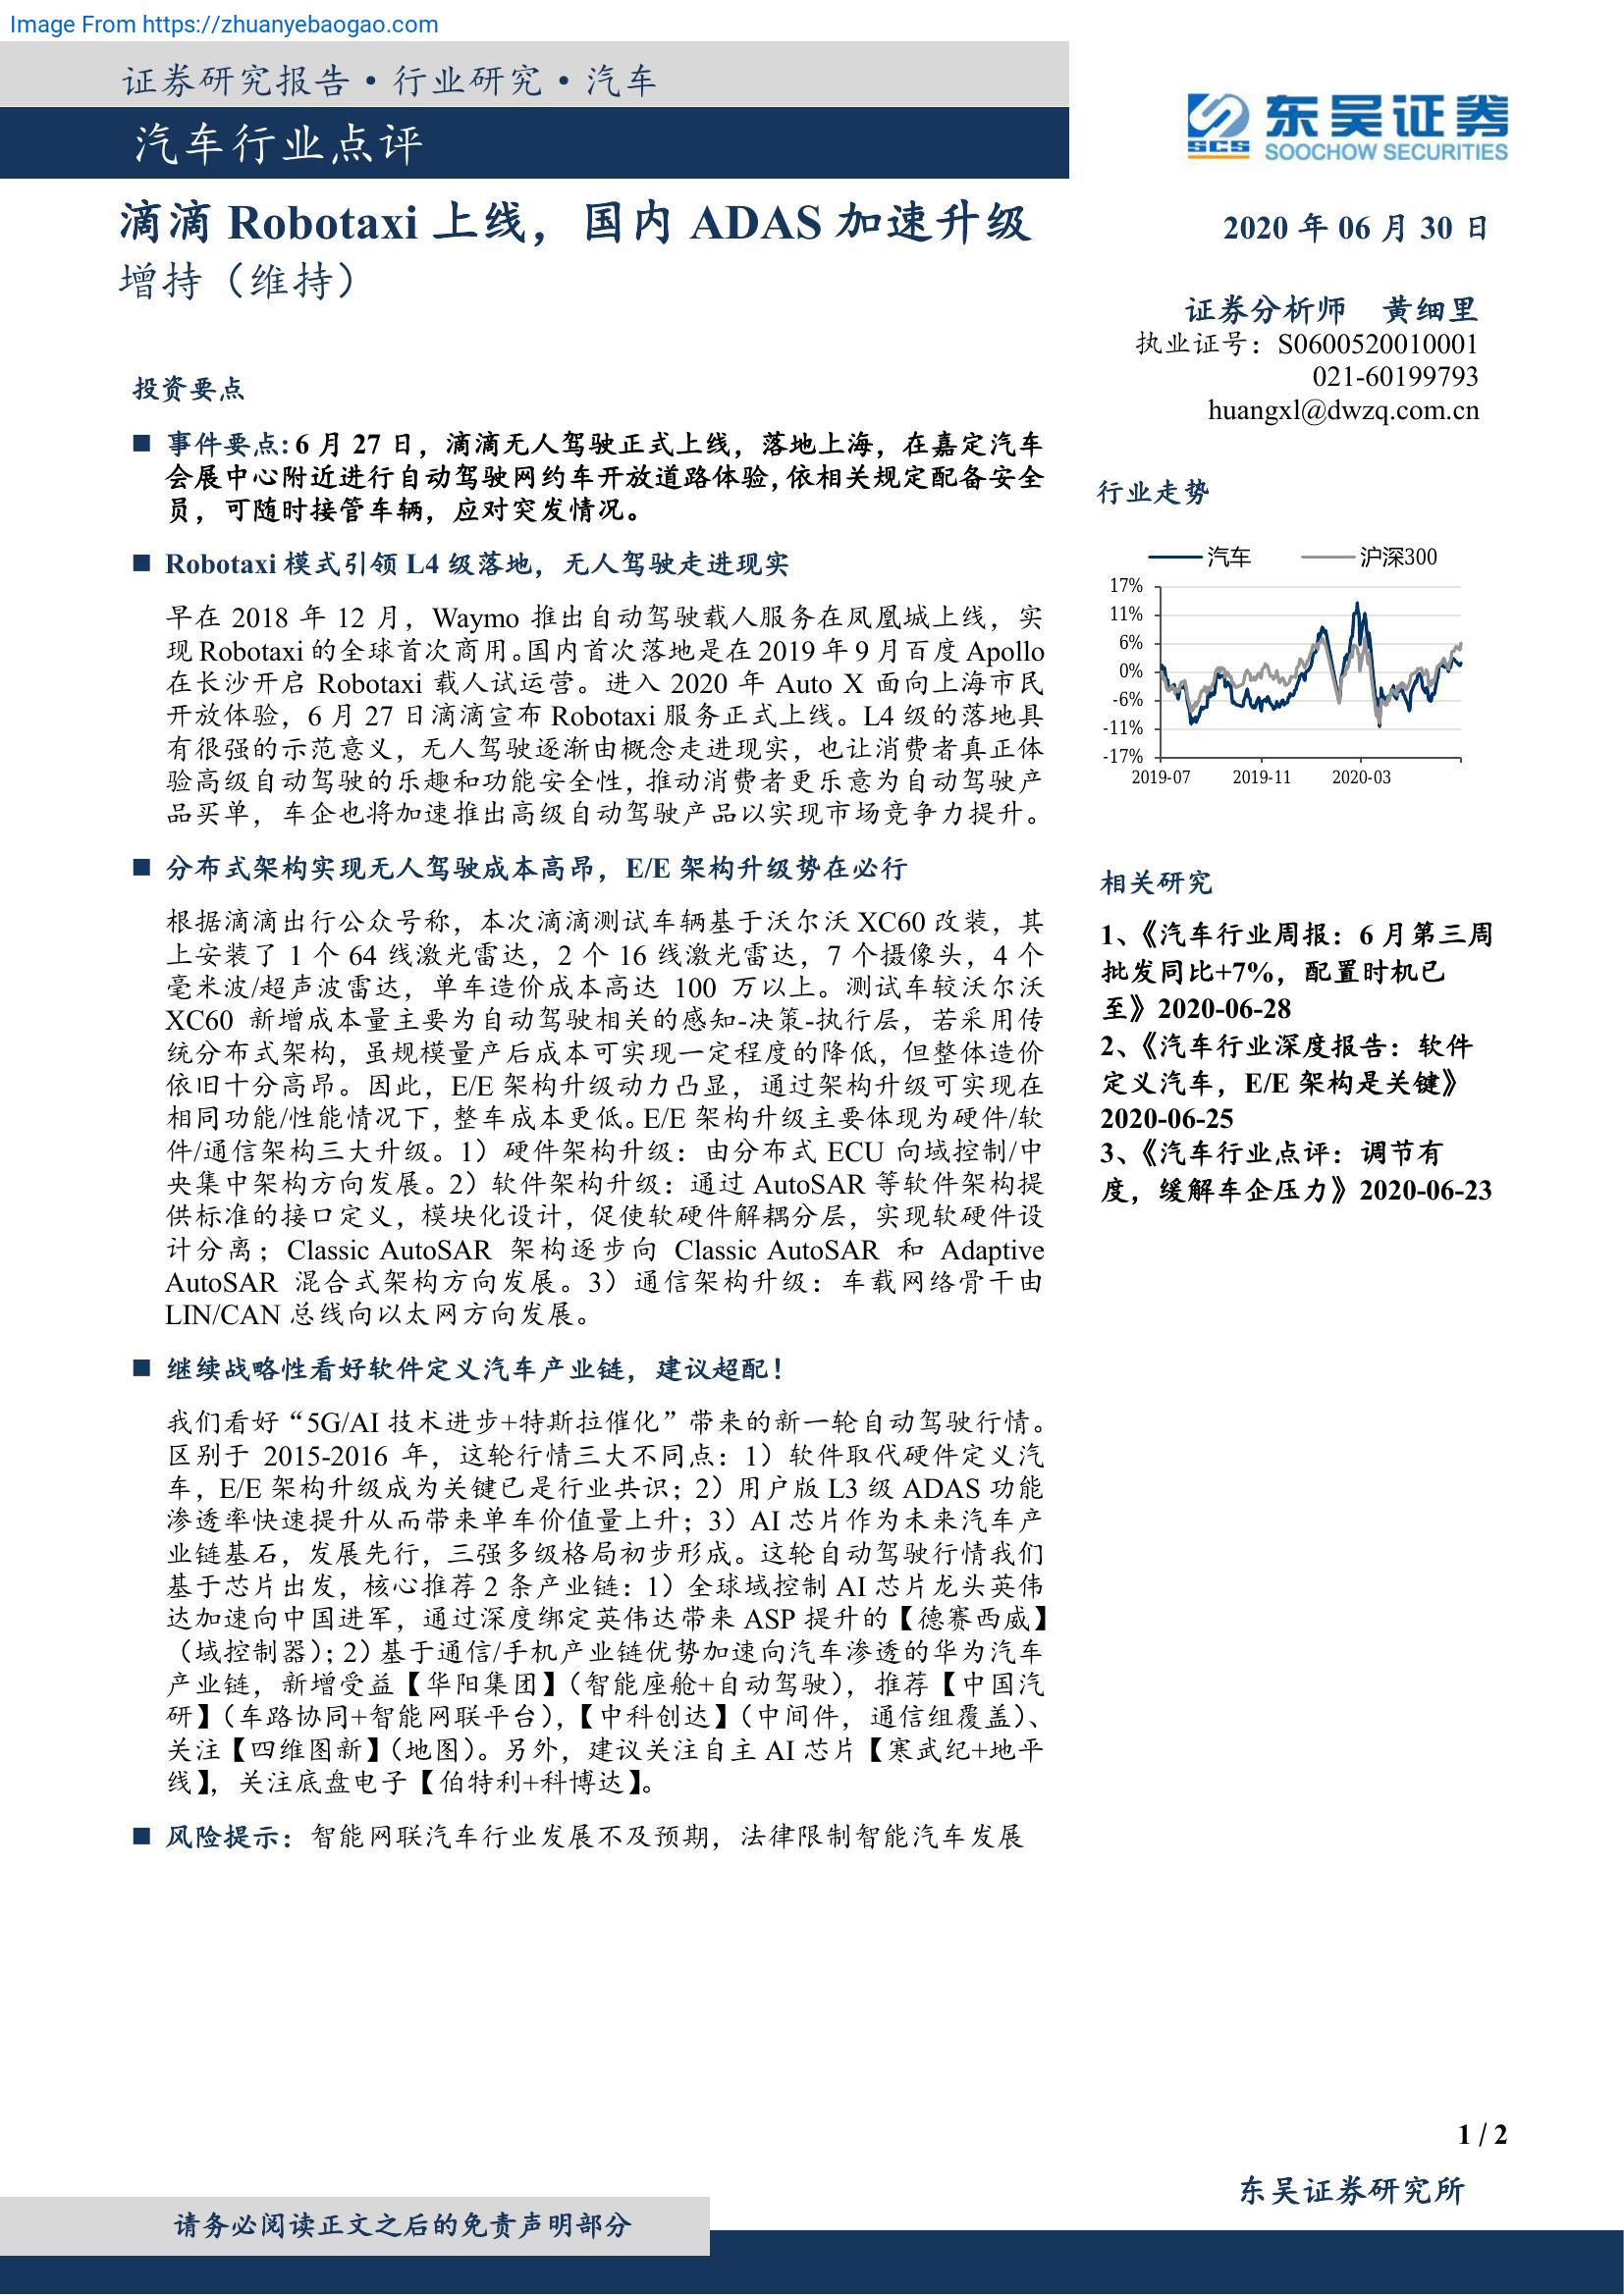 Image From https://zhuanyebaogao.com
证券研究报告·行业研究·汽车
汽车行业点评
东吴证券
SCS
SOOCHOW SECURITIES
滴滴 Robotaxi 上线，国内 ADAS 加速升级
增持（维持）
2020 年 06 月 30 日
证券分析师 黄细里
执业证号：S0600520010001
021-60199793
huangxl@dwzq.com.cn
投资要点
■ 事件要点：6 月 27 日，滴滴无人驾驶正式上线，落地上海，在嘉定汽车
会展中心附近进行自动驾驶网约车开放道路体验，依相关规定配备安全
员，可随时接管车辆，应对突发情况。
■ Robotaxi 模式引领 L4 级落地，无人驾驶走进现实
早在 2018 年 12 月，Waymo 推出自动驾驶载人服务在凤凰城上线，实
现 Robotaxi 的全球首次商用。国内首次落地是在 2019 年 9 月百度 Apollo
在长沙开启 Robotaxi 载人试运营。进入 2020 年 Auto X 面向上海市民
开放体验，6 月 27 日滴滴宣布 Robotaxi 服务正式上线。L4 级的落地具
有很强的示范意义，无人驾驶逐渐由概念走进现实，也让消费者真正体
验高级自动驾驶的乐趣和功能安全性，推动消费者更乐意为自动驾驶产
品买单，车企也将加速推出高级自动驾驶产品以实现市场竞争力提升。
■ 分布式架构实现无人驾驶成本高昂，E/E 架构升级势在必行
根据滴滴出行公众号称，本次滴滴测试车辆基于沃尔沃 XC60 改装，其
上安装了 1 个 64 线激光雷达，2 个 16 线激光雷达，7 个摄像头，4 个
毫米波/超声波雷达，单车造价成本高达 100 万以上。测试车较沃尔沃
XC60 新增成本量主要为自动驾驶相关的感知-决策-执行层，若采用传
统分布式架构，虽规模量产后成本可实现一定程度的降低，但整体造价
依旧十分高昂。因此，E/E 架构升级动力凸显，通过架构升级可实现在
相同功能/性能情况下，整车成本更低。E/E 架构升级主要体现为硬件/软
件/通信架构三大升级。1）硬件架构升级：由分布式 ECU 向域控制/中
央集中架构方向发展。2）软件架构升级：通过 AutoSAR 等软件架构提
供标准的接口定义，模块化设计，促使软硬件解耦分层，实现软硬件设
计分离；Classic AutoSAR 架构逐步向 Classic AutoSAR 和 Adaptive
AutoSAR 混合式架构方向发展。3）通信架构升级：车载网络骨干由
LIN/CAN 总线向以太网方向发展。
■ 继续战略性看好软件定义汽车产业链，建议超配！
我们看好“5G/AI 技术进步+特斯拉催化”带来的新一轮自动驾驶行情。
区别于 2015-2016 年，这轮行情三大不同点：1）软件取代硬件定义汽
车，E/E 架构升级成为关键已是行业共识；2）用户版 L3 级 ADAS 功能
渗透率快速提升从而带来单车价值量上升；3）AI 芯片作为未来汽车产
业链基石，发展先行，三强多级格局初步形成。这轮自动驾驶行情我们
基于芯片出发，核心推荐 2 条产业链：1）全球域控制 AI 芯片龙头英伟
达加速向中国进军，通过深度绑定英伟达带来 ASP 提升的【德赛西威】
（域控制器）；2）基于通信/手机产业链优势加速向汽车渗透的华为汽车
产业链，新增受益【华阳集团】（智能座舱+自动驾驶），推荐【中国汽
研】（车路协同+智能网联平台），【中科创达】（中间件，通信组覆盖）、
关注【四维图新】（地图）。另外，建议关注自主 AI 芯片【寒武纪+地平
线】，关注底盘电子【伯特利+科博达】。
■ 风险提示：智能网联汽车行业发展不及预期，法律限制智能汽车发展
行业走势
汽车 沪深300
17%
11%
6%
0%
-6%
-11%
-17%
2019-07 2019-11 2020-03
相关研究
1、《汽车行业周报：6 月第三周
批发同比+7%，配置时机已
至》2020-06-28
2、《汽车行业深度报告：软件
定义汽车，E/E 架构是关键》
2020-06-25
3、《汽车行业点评：调节有
度，缓解车企压力》2020-06-23
1 / 2
东吴证券研究所
请务必阅读正文之后的免责声明部分